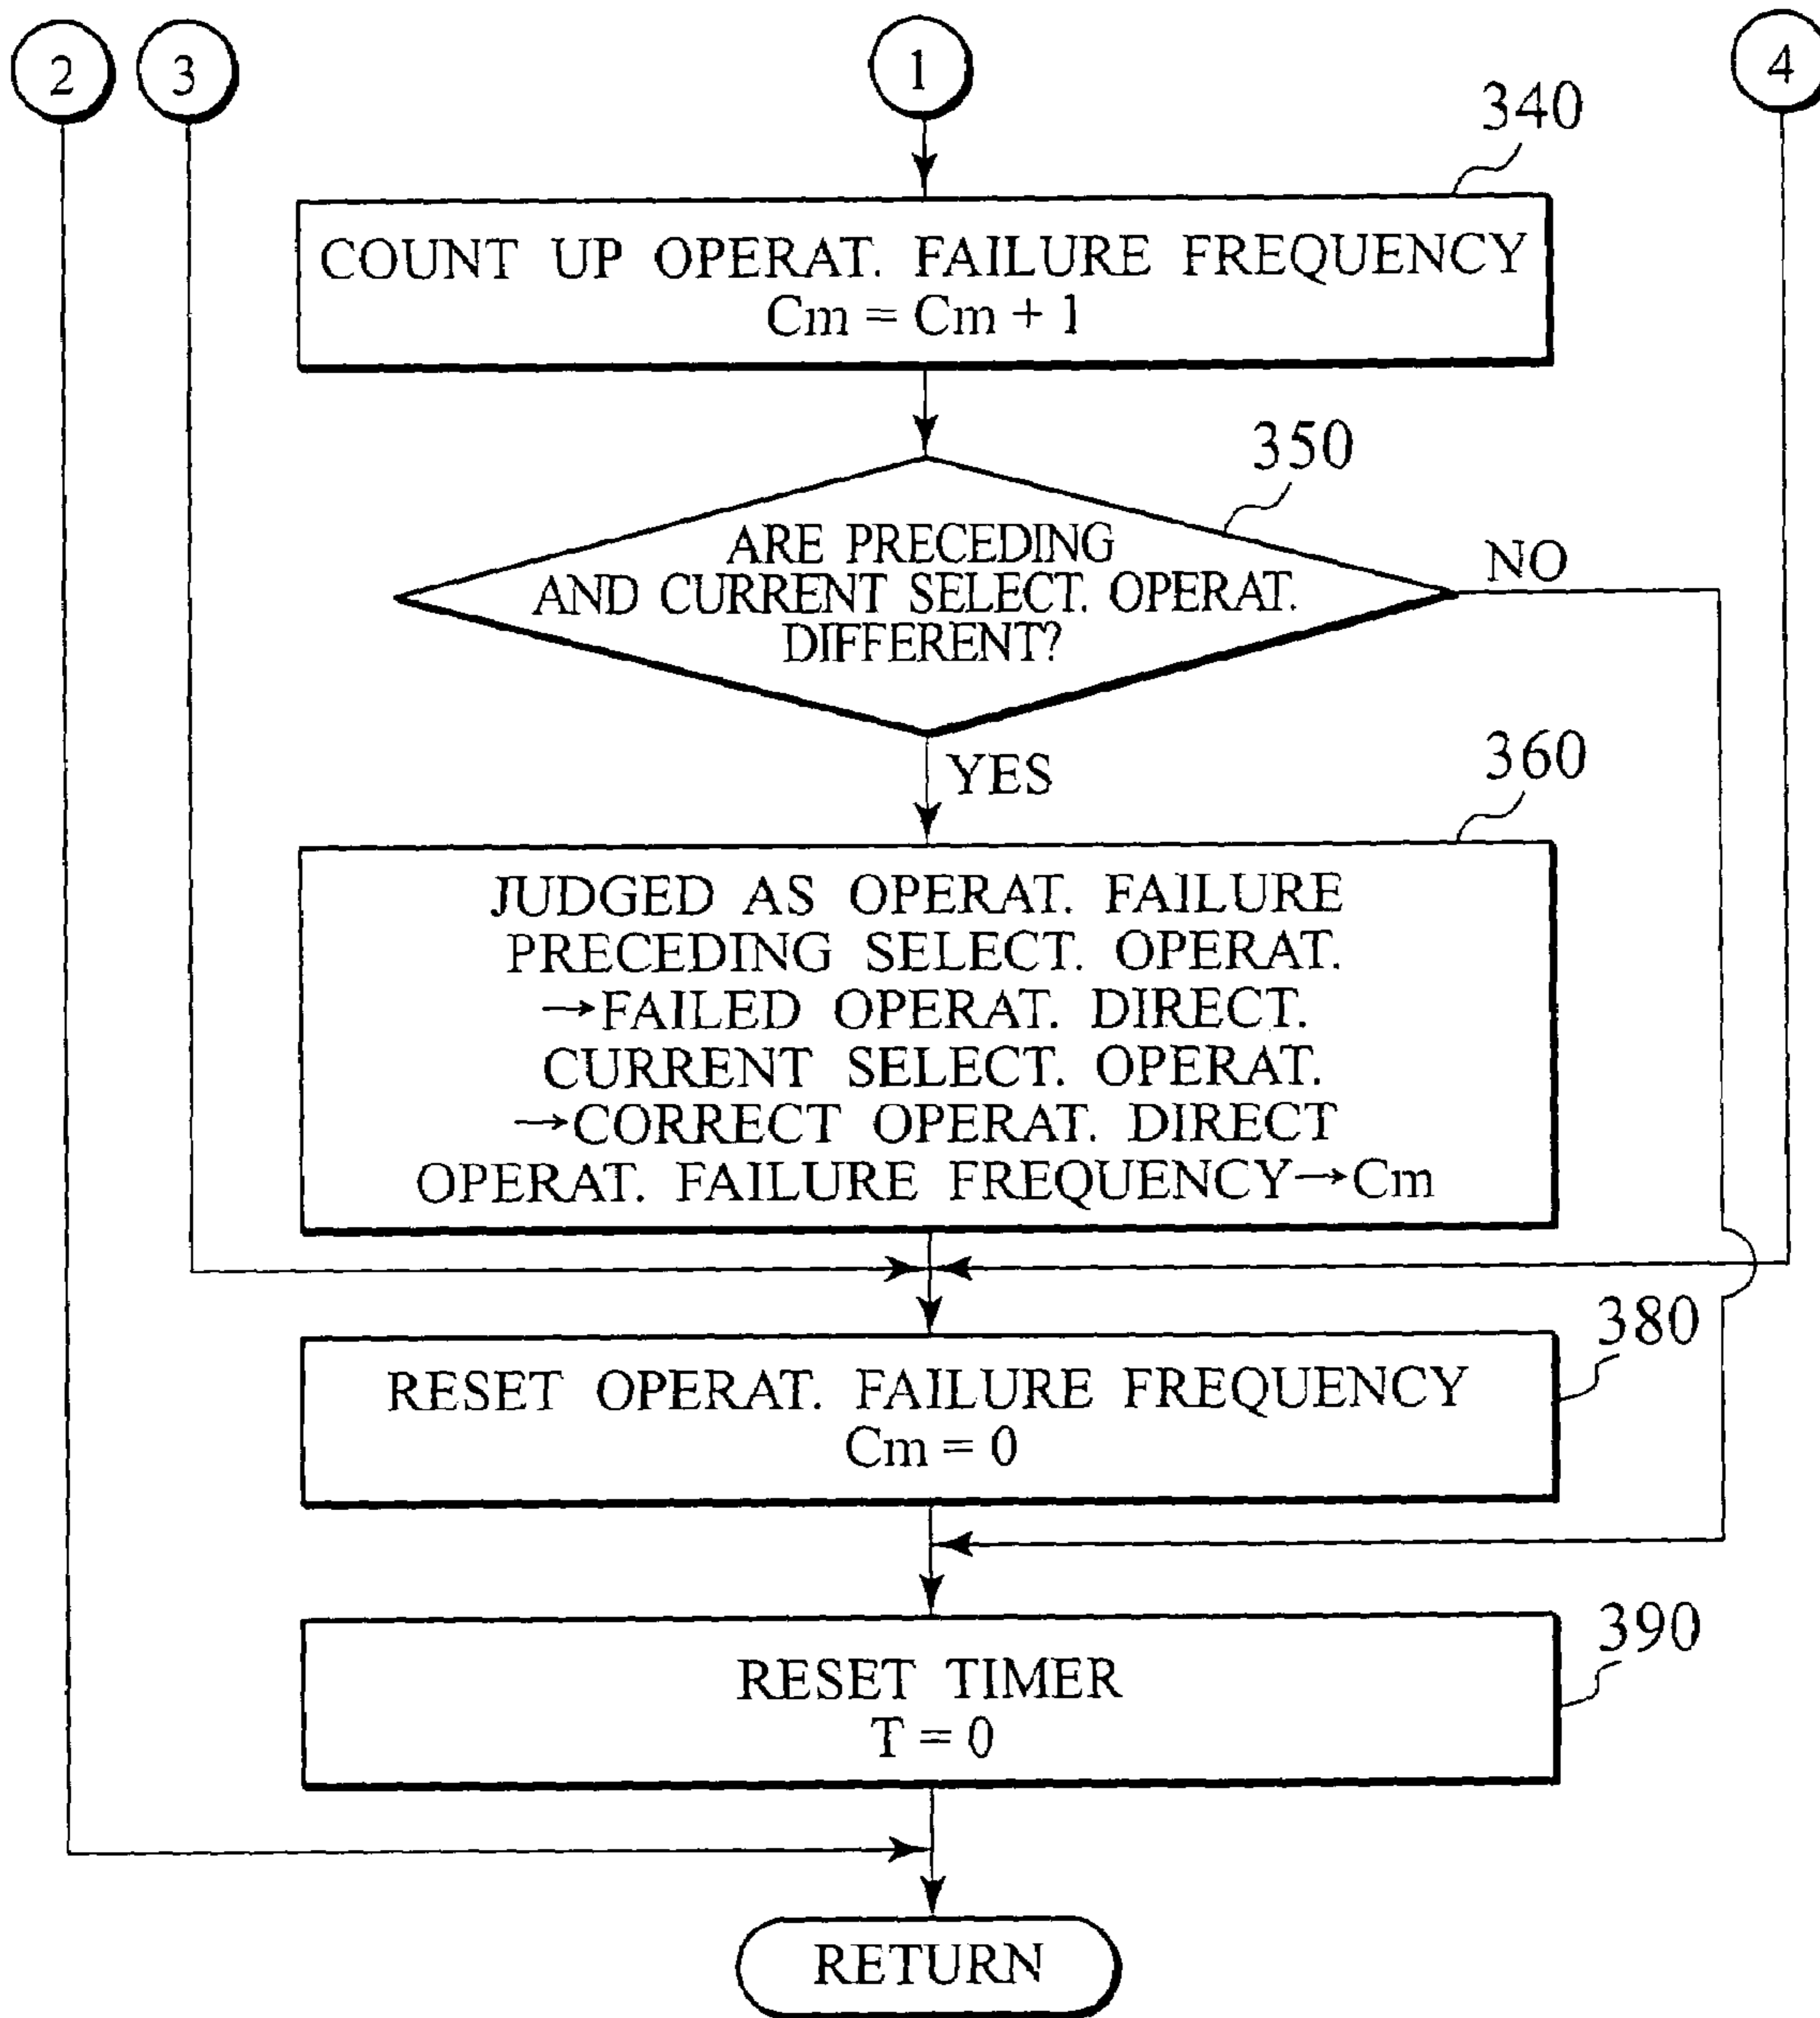 2
3
1
4
340
COUNT UP OPERAT. FAILURE FREQUENCY
Cm = Cm + 1
350
ARE PRECEDING
AND CURRENT SELECT. OPERAT.
DIFFERENT?
NO
YES
360
JUDGED AS OPERAT. FAILURE
PRECEDING SELECT. OPERAT.
→FAILED OPERAT. DIRECT.
CURRENT SELECT. OPERAT.
→CORRECT OPERAT. DIRECT
OPERAT. FAILURE FREQUENCY→Cm
380
RESET OPERAT. FAILURE FREQUENCY
Cm = 0
390
RESET TIMER
T = 0
RETURN